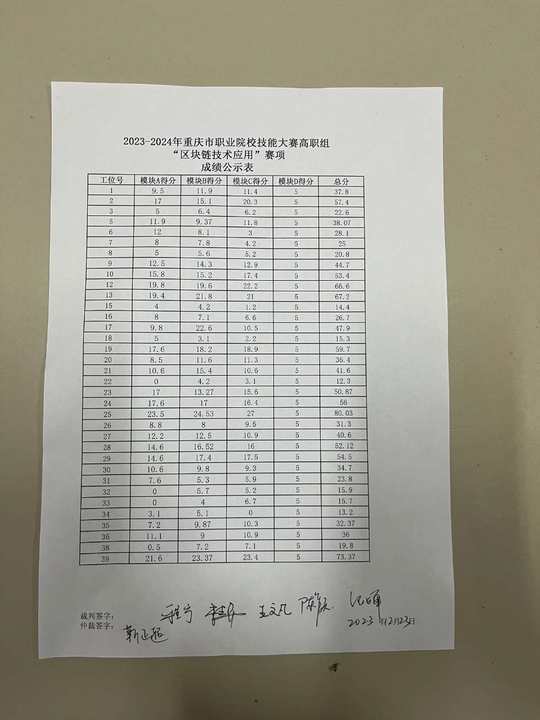 2023-2024年重庆市职业院校技能大赛高职组
“区块链技术应用”赛项
成绩公示表
工位号 模块A得分 模块B得分 模块C得分 模块D得分 总分
1 9.5 11.9 11.4 5 37.8
2 17 15.1 20.3 5 57.4
3 5 6.4 6.2 5 22.6
5 11.9 9.37 11.8 5 38.07
6 12 8.1 3 5 28.1
7 8 7.8 4.2 5 25
8 5 5.6 5.2 5 20.8
9 12.5 14.3 12.9 5 44.7
10 15.8 15.2 17.4 5 53.4
12 19.8 19.6 22.2 5 66.6
13 19.4 21.8 21 5 67.2
15 4 4.2 1.2 5 14.4
16 8 7.1 6.6 5 26.7
17 9.8 22.6 10.5 5 47.9
18 5 3.1 2.2 5 15.3
19 17.6 18.2 18.9 5 59.7
20 8.5 11.6 11.3 5 36.4
21 10.6 15.4 10.6 5 41.6
22 0 4.2 3.1 5 12.3
23 17 13.27 15.6 5 50.87
24 17.6 17 16.4 5 56
25 23.5 24.53 27 5 80.03
26 8.8 8 9.5 5 31.3
27 12.2 12.5 10.9 5 40.6
28 14.6 16.52 16 5 52.12
29 14.6 17.4 17.5 5 54.5
30 10.6 9.8 9.3 5 34.7
31 7.6 5.3 5.9 5 23.8
32 0 5.7 5.2 5 15.9
33 0 4 6.7 5 15.7
34 3.1 5.1 0 5 13.2
35 7.2 9.87 10.3 5 32.37
36 11.1 9 10.9 5 36
38 0.5 7.2 7.1 5 19.8
39 21.6 23.37 23.4 5 73.37
裁判签字：
仲裁签字：
2023年12月23日